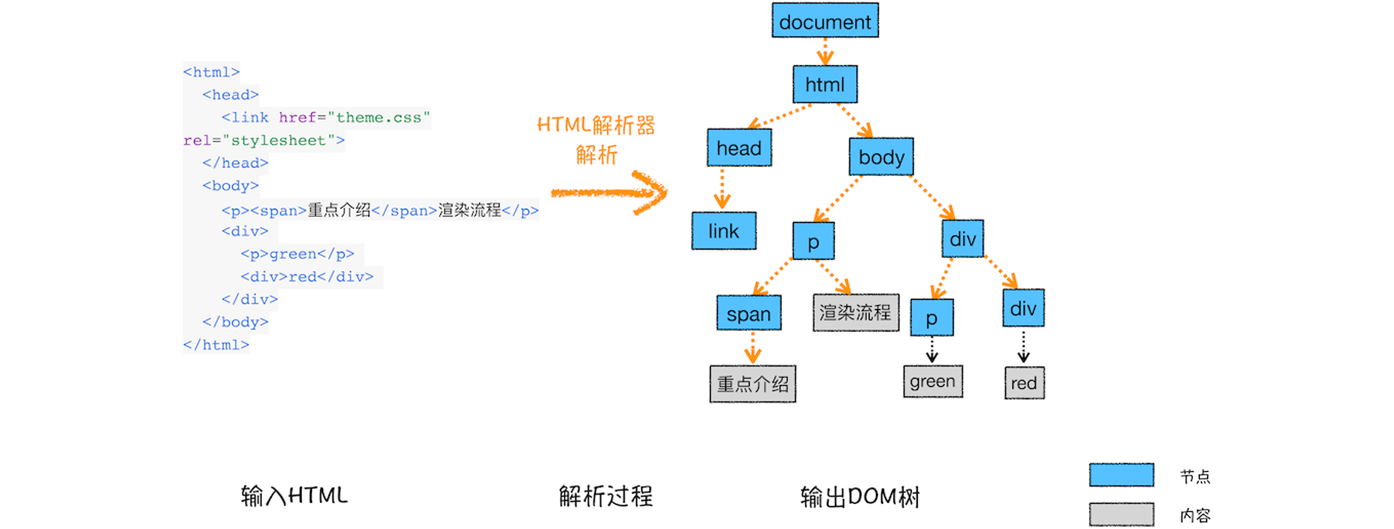 <html>
<head>
<link href="theme.css"
rel="stylesheet">
</head>
<body>
<p><span>重点介绍</span>渲染流程</p>
<div>
<p>green</p>
<div>red</div>
</div>
</body>
</html>
HTML解析器
解析
document
html
head
body
link
p
div
span
渲染流程
p
div
重点介绍
green
red
输入HTML
解析过程
输出DOM树
节点
内容